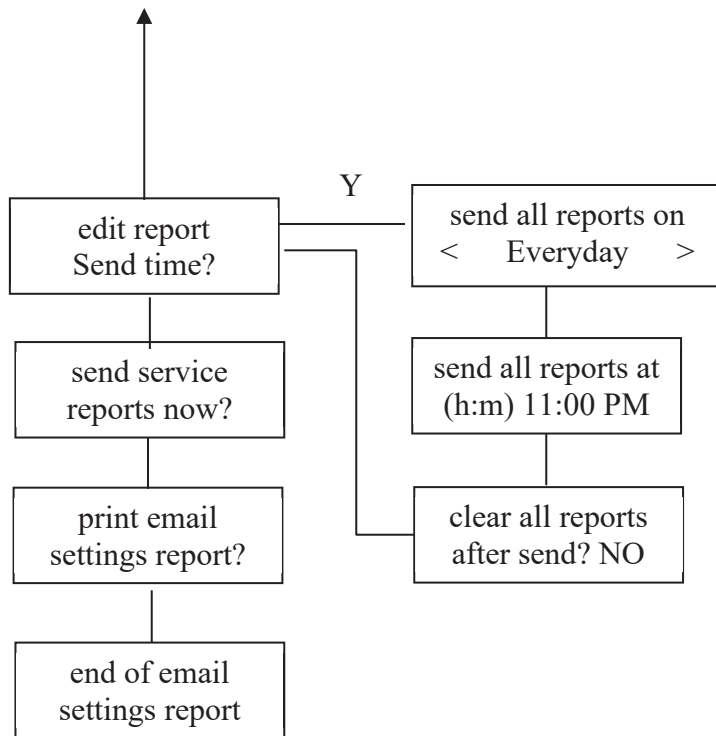 Y
edit report
Send time?
send all reports on
< Everyday >
send service
reports now?
send all reports at
(h:m) 11:00 PM
print email
settings report?
clear all reports
after send? NO
end of email
settings report